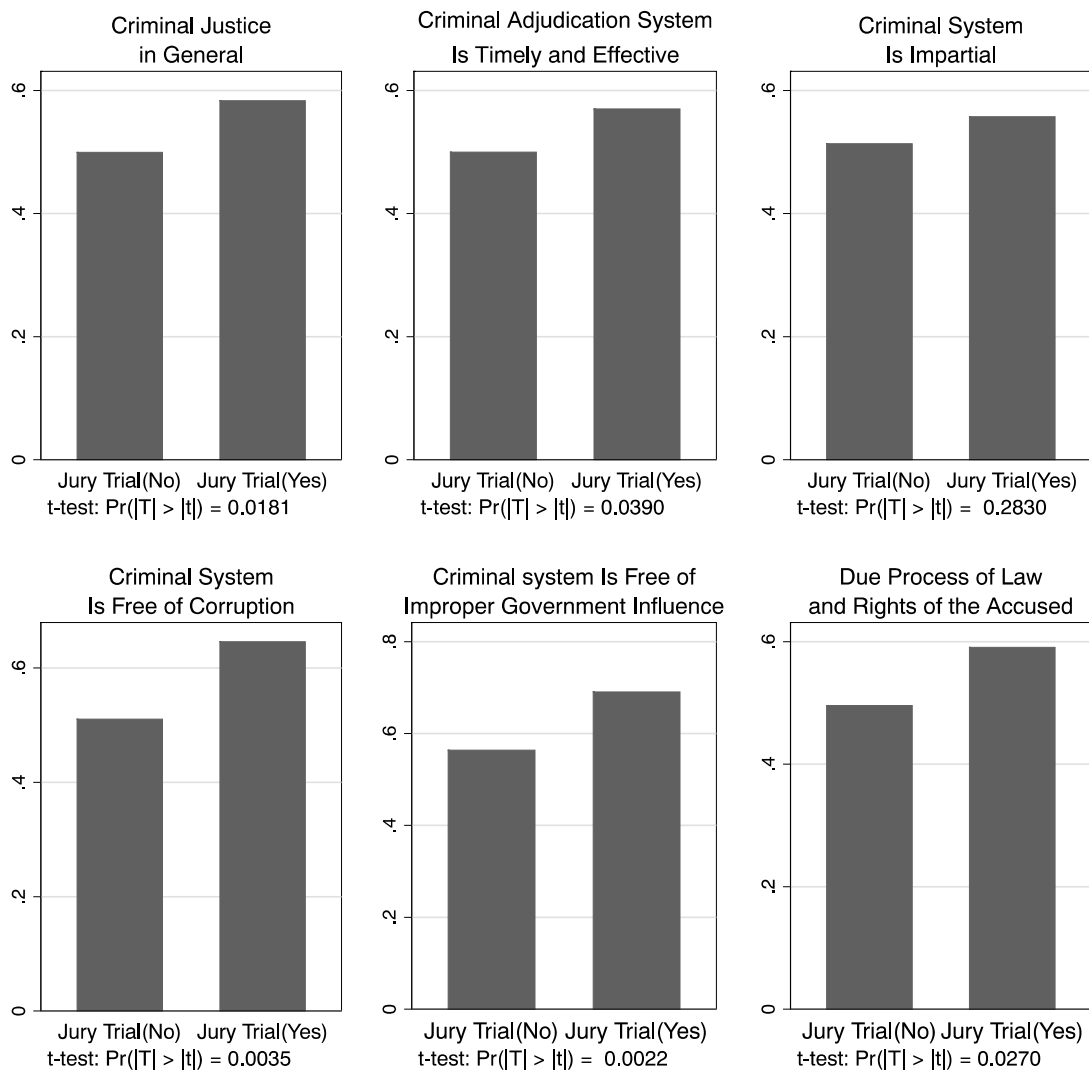 Criminal Justice
in General
.6
.4
.2
0
Jury Trial(No) Jury Trial(Yes)
t-test: Pr(|T| > |t|) = 0.0181
Criminal Adjudication System
Is Timely and Effective
.6
.4
.2
0
Jury Trial(No) Jury Trial(Yes)
t-test: Pr(|T| > |t|) = 0.0390
Criminal System
Is Impartial
.6
.4
.2
0
Jury Trial(No) Jury Trial(Yes)
t-test: Pr(|T| > |t|) = 0.2830
Criminal System
Is Free of Corruption
.6
.4
.2
0
Jury Trial(No) Jury Trial(Yes)
t-test: Pr(|T| > |t|) = 0.0035
Criminal system Is Free of
Improper Government Influence
.8
.6
.4
.2
0
Jury Trial(No) Jury Trial(Yes)
t-test: Pr(|T| > |t|) = 0.0022
Due Process of Law
and Rights of the Accused
.6
.4
.2
0
Jury Trial(No) Jury Trial(Yes)
t-test: Pr(|T| > |t|) = 0.0270